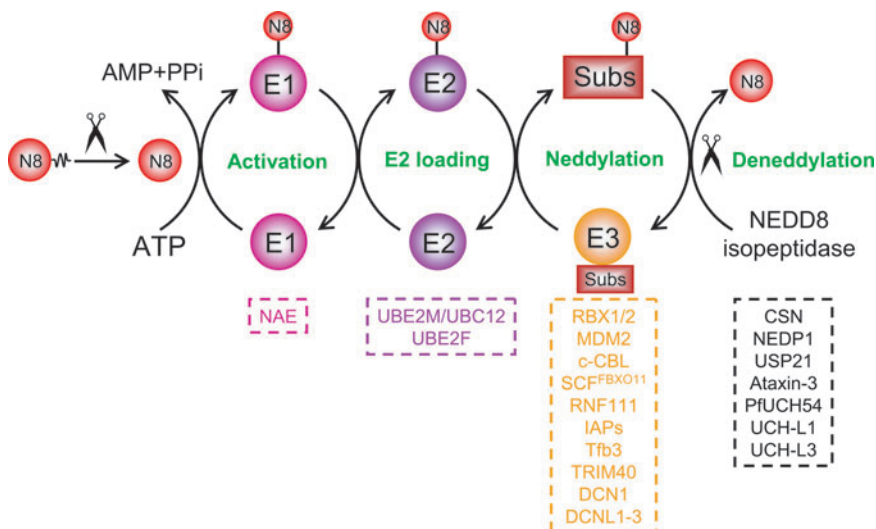 N8
N8
N8
AMP+PPi
E1
E2
Subs
N8
N8
N8
Activation
E2 loading
Neddylation
Deneddylation
ATP
E1
E2
E3
Subs
NEDD8
isopeptidase
NAE
UBE2M/UBC12
UBE2F
RBX1/2
MDM2
c-CBL
SCFFBXO11
RNF111
IAPs
Tfb3
TRIM40
DCN1
DCNL1-3
CSN
NEDP1
USP21
Ataxin-3
PfUCH54
UCH-L1
UCH-L3